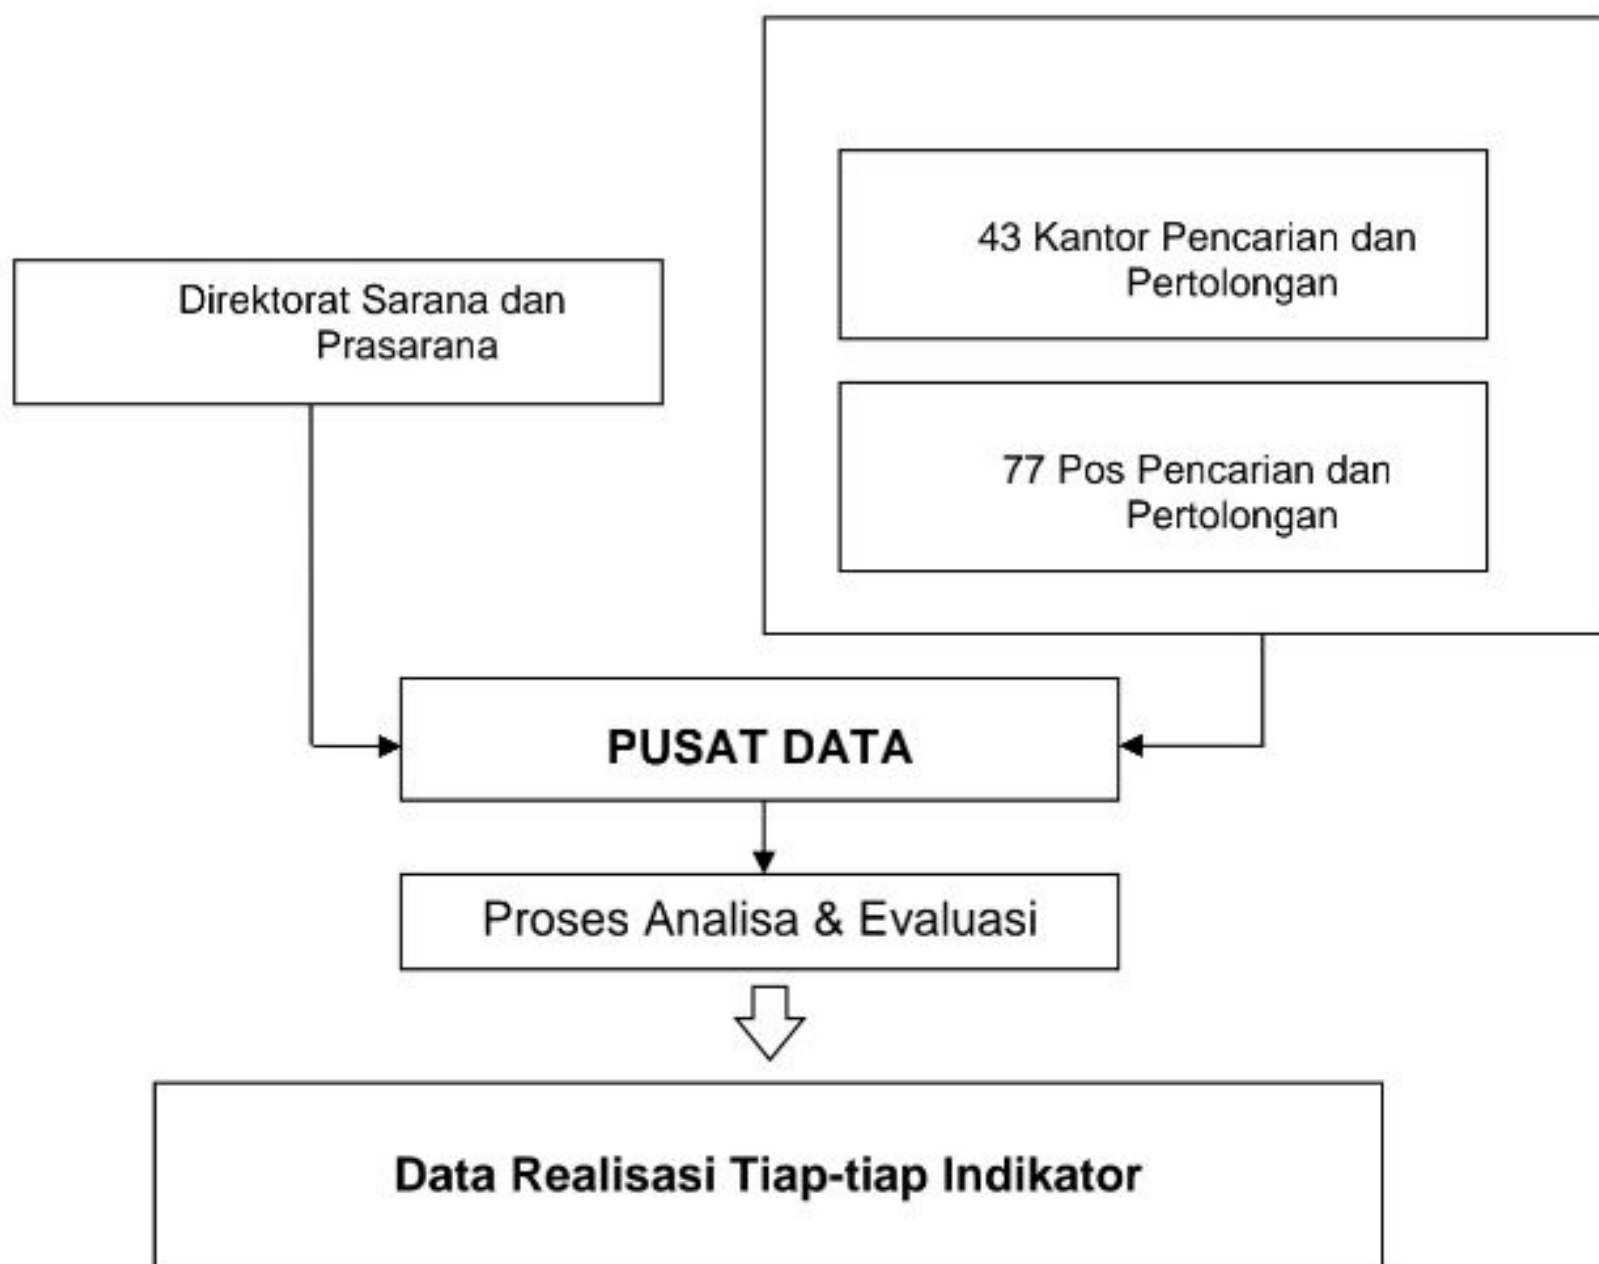 43 Kantor Pencarian dan
Pertolongan
Direktorat Sarana dan
Prasarana
77 Pos Pencarian dan
Pertolongan
PUSAT DATA
Proses Analisa & Evaluasi
Data Realisasi Tiap-tiap Indikator